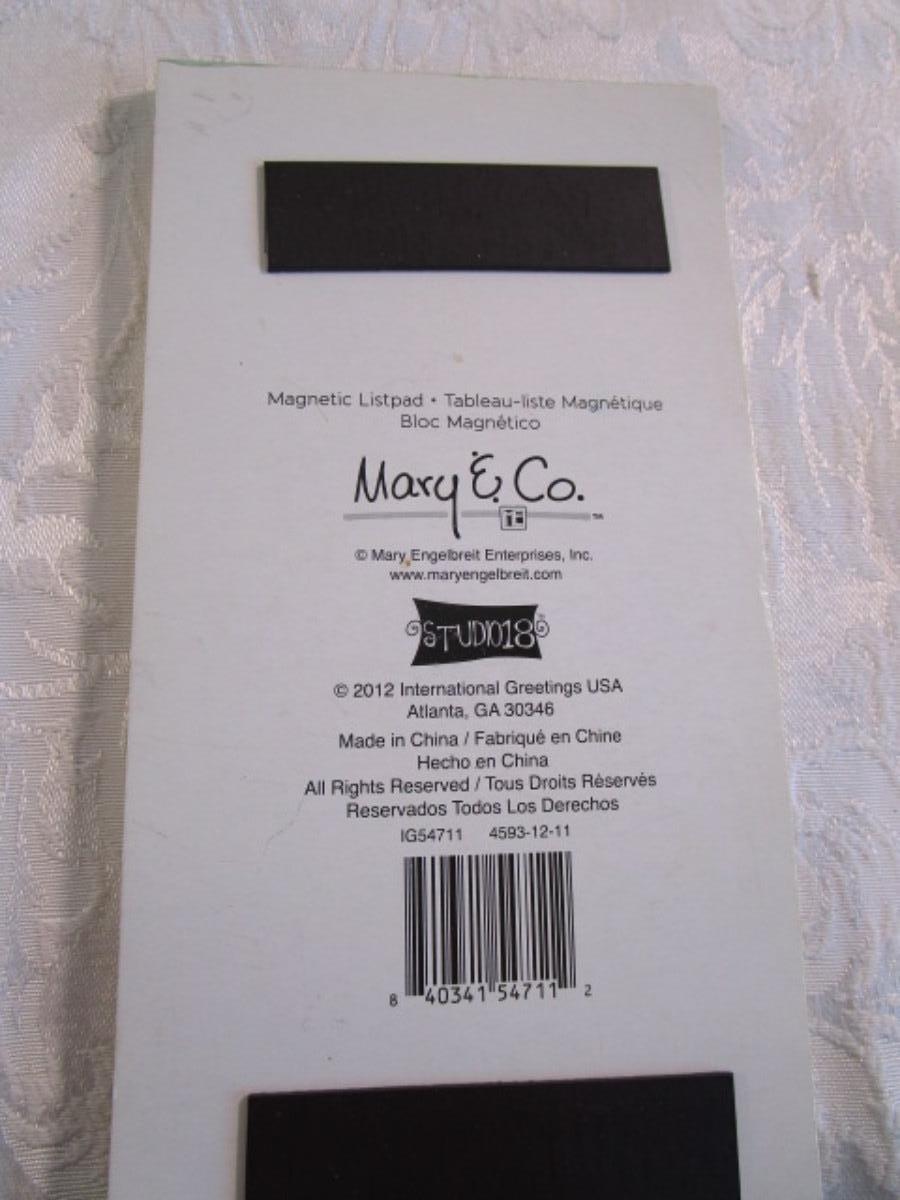 Magnetic Listpad • Tableau-liste Magnétique
Bloc Magnético
Mary & Co.
™
© Mary Engelbreit Enterprises, Inc.
www.maryengelbreit.com
STUDIO18
© 2012 International Greetings USA
Atlanta, GA 30346
Made in China / Fabriqué en Chine
Hecho en China
All Rights Reserved / Tous Droits Réservés
Reservados Todos Los Derechos
IG54711 4593-12-11
8 40341 54711 2